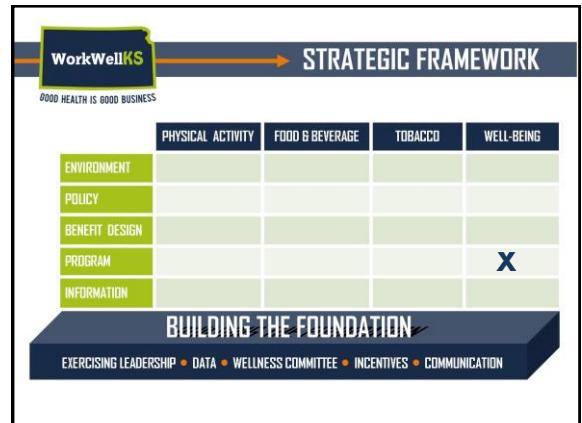 WorkWellKS
GOOD HEALTH IS GOOD BUSINESS
STRATEGIC FRAMEWORK
PHYSICAL ACTIVITY FOOD & BEVERAGE TOBACCO WELL-BEING
ENVIRONMENT
POLICY
BENEFIT DESIGN
PROGRAM X
INFORMATION
BUILDING THE FOUNDATION
EXERCISING LEADERSHIP • DATA • WELLNESS COMMITTEE • INCENTIVES • COMMUNICATION